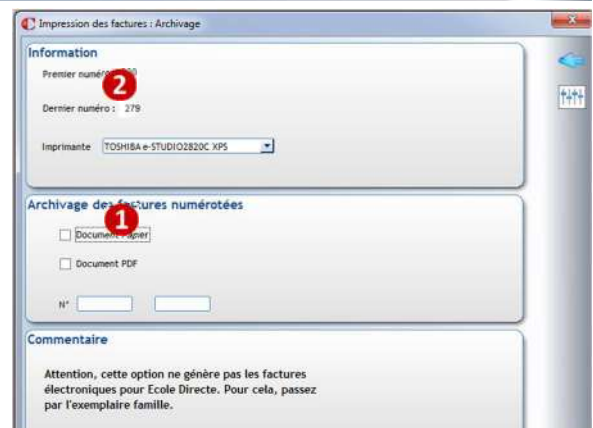 Impression des factures : Archivage
Information
Premier
2
Dernier numéro : 279
Imprimante TOSHIBA e-STUDIO2820C XPS
Archivage des factures numérotées
1
Document Papier
Document PDF
N°
Commentaire
Attention, cette option ne génère pas les factures
électroniques pour Ecole Directe. Pour cela, passez
par l'exemplaire famille.